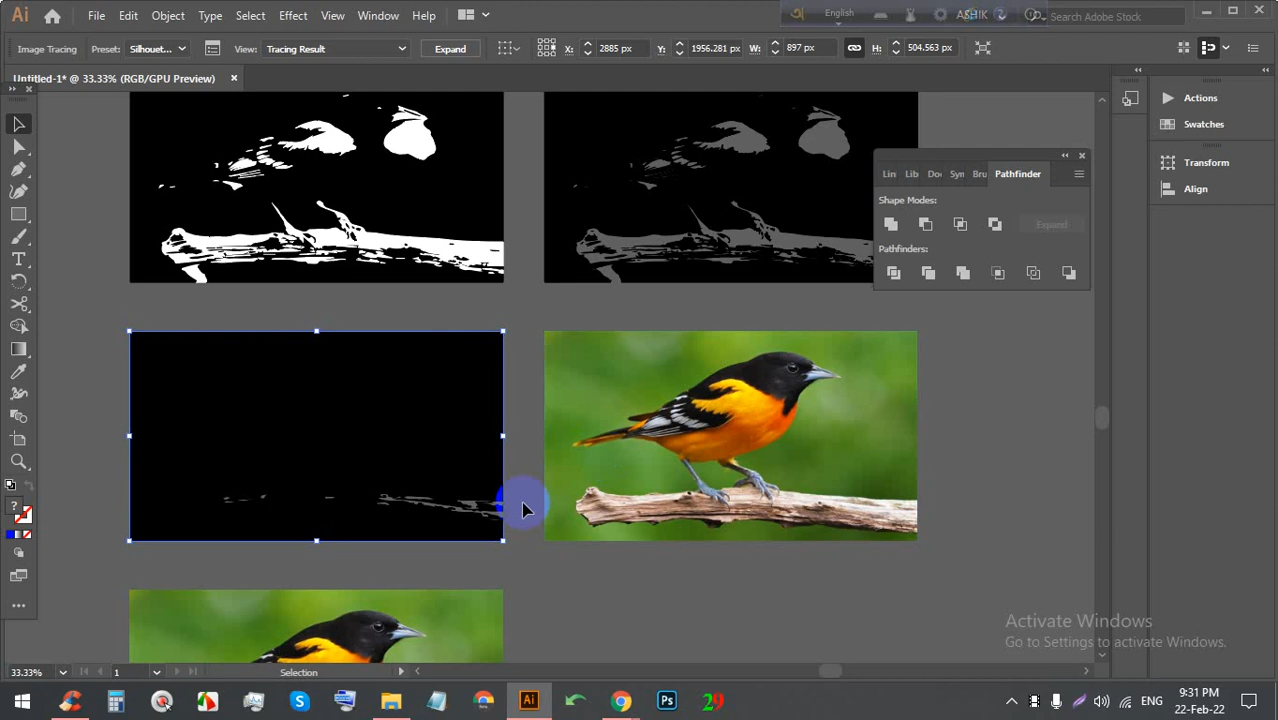 Ai File Edit Object Type Select Effect View Window Help English ASHIK Search Adobe Stock
Image Tracing Preset: Silhouet... View: Tracing Result Expand X: 2885 px Y: 1956.281 px W: 897 px H: 504.563 px
Untitled-1* @ 33.33% (RGB/GPU Preview)
Actions
Swatches
Transform
Align
Lin Lib Do Syn Bru Pathfinder
Shape Modes:
Expand
Pathfinders:
Activate Windows
Go to Settings to activate Windows.
33.33% 1 Selection
Ai Ps 29 ENG 9:31 PM
22-Feb-22